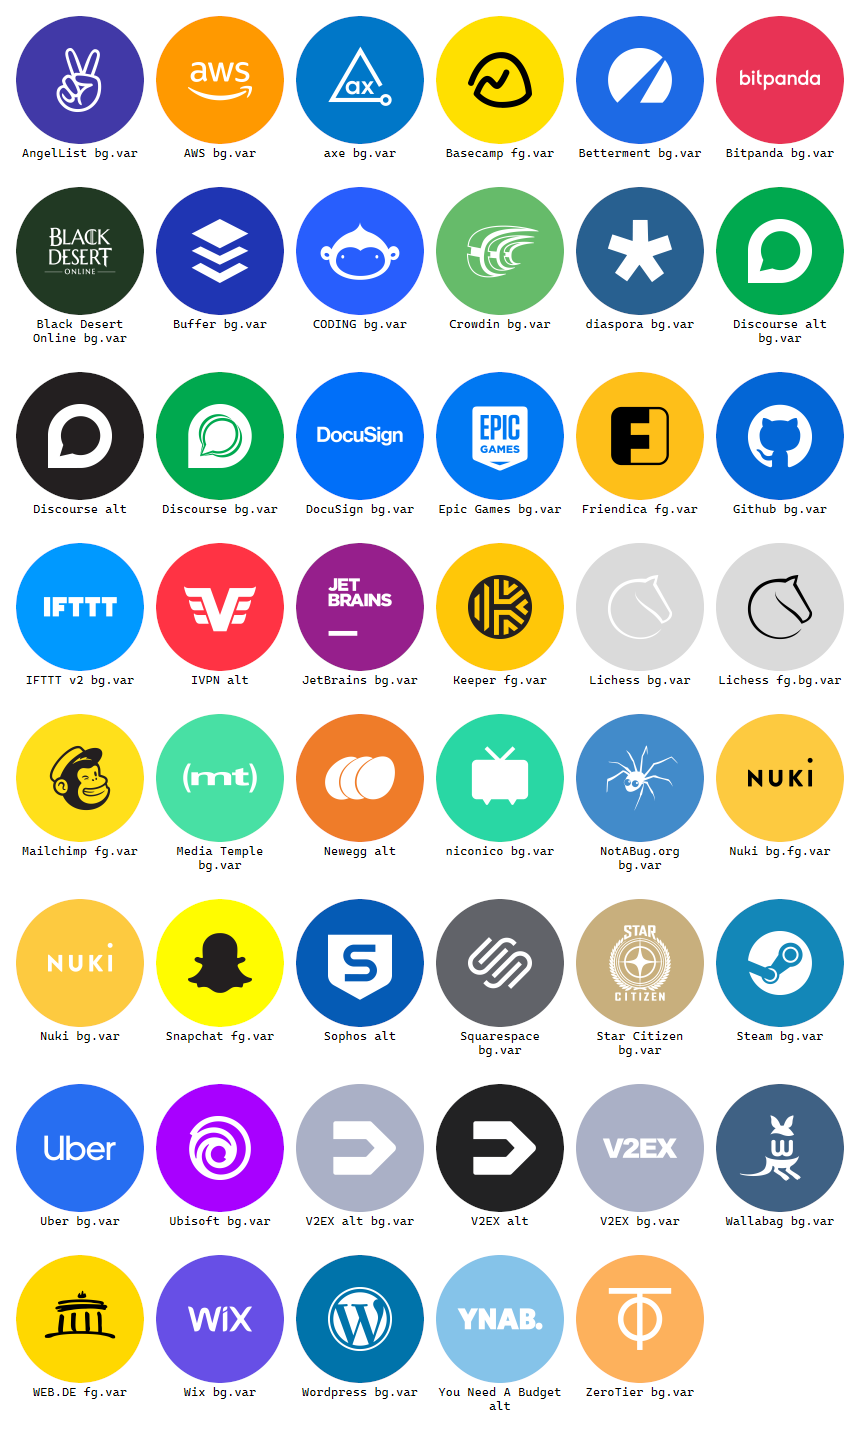 aws
ax
bitpanda
AngelList bg.var
AWS bg.var
axe bg.var
Basecamp fg.var
Betterment bg.var
Bitpanda bg.var
BLACK
DESERT
ONLINE
Black Desert
Online bg.var
Buffer bg.var
CODING bg.var
Crowdin bg.var
diaspora bg.var
Discourse alt
bg.var
DocuSign
EPIC
GAMES
F
Discourse alt
Discourse bg.var
DocuSign bg.var
Epic Games bg.var
Friendica fg.var
Github bg.var
IFTTT
V
JET
BRAINS
K
IFTTT v2 bg.var
IVPN alt
JetBrains bg.var
Keeper fg.var
Lichess bg.var
Lichess fg.bg.var
(mt)
NUKi
Mailchimp fg.var
Media Temple
bg.var
Newegg alt
niconico bg.var
NotABug.org
bg.var
Nuki bg.fg.var
NUKi
S
STAR
CITIZEN
Nuki bg.var
Snapchat fg.var
Sophos alt
Squarespace
bg.var
Star Citizen
bg.var
Steam bg.var
Uber
V2EX
w
Uber bg.var
Ubisoft bg.var
V2EX alt bg.var
V2EX alt
V2EX bg.var
Wallabag bg.var
WiX
W
YNAB.
WEB.DE fg.var
Wix bg.var
Wordpress bg.var
You Need A Budget
alt
ZeroTier bg.var